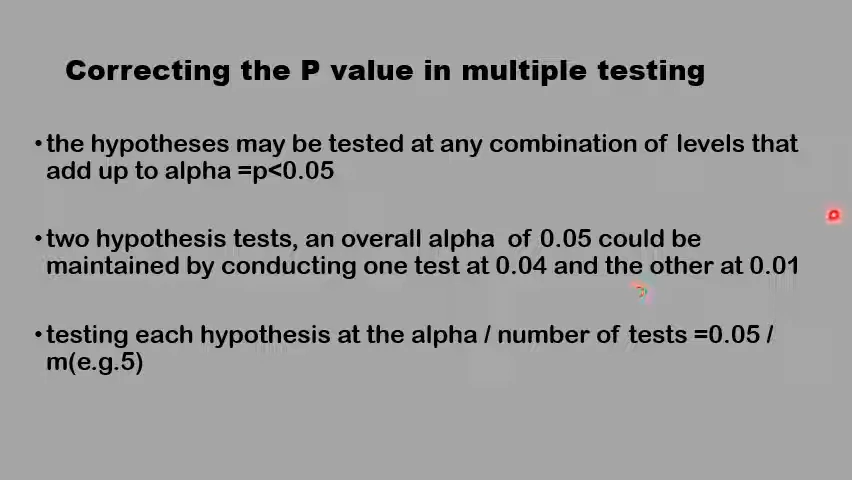 Correcting the P value in multiple testing
•the hypotheses may be tested at any combination of levels that
add up to alpha =p<0.05
•two hypothesis tests, an overall alpha of 0.05 could be
maintained by conducting one test at 0.04 and the other at 0.01
•testing each hypothesis at the alpha / number of tests =0.05 /
m(e.g.5)